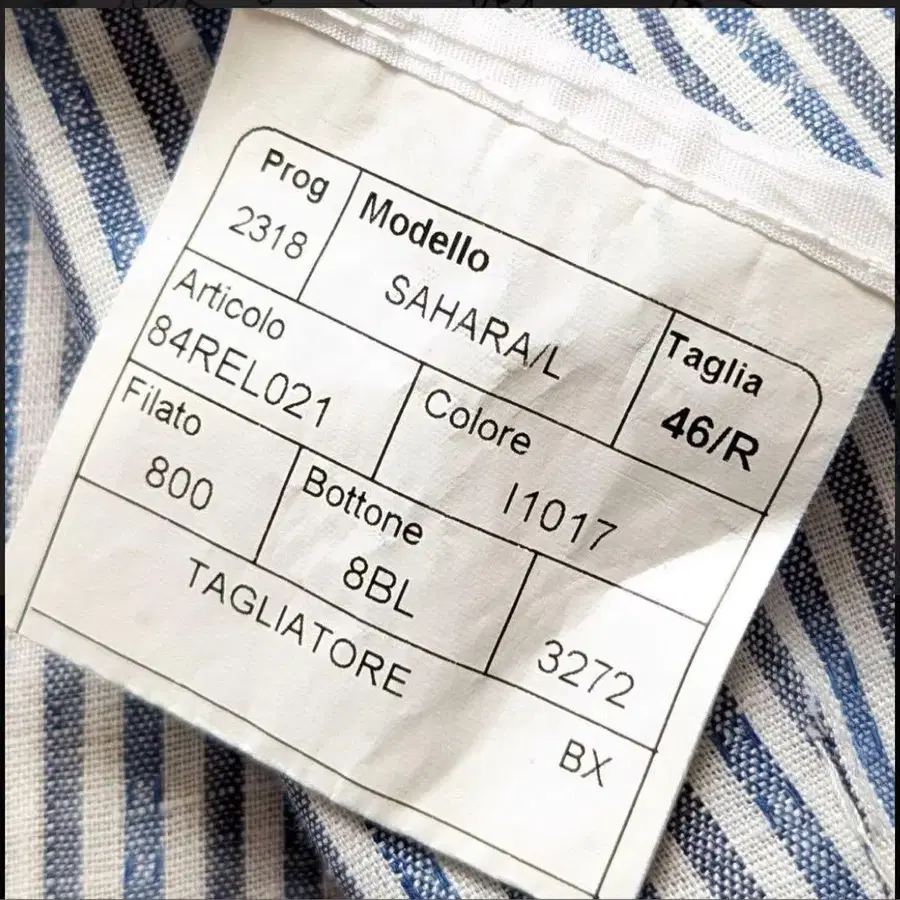 Prog Modello Taglia
2318 SAHARA/L 46/R
Articolo Colore
84REL021 I1017
Filato Bottone
800 8BL 3272
TAGLIATORE
BX